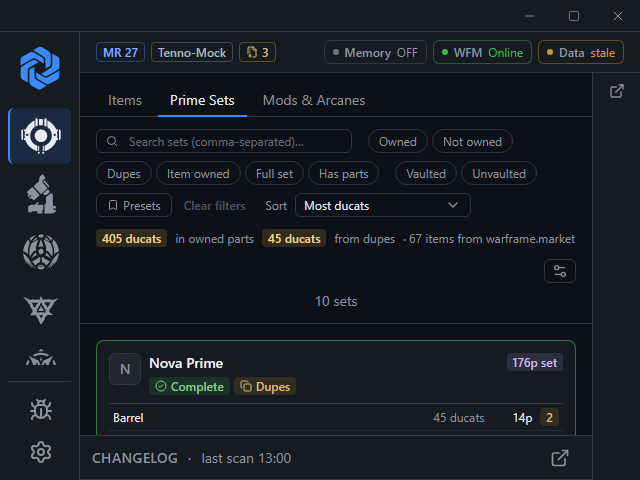 MR 27 Tenno-Mock 3 Memory OFF WFM Online Data stale
Items Prime Sets Mods & Arcanes
Search sets (comma-separated)... Owned Not owned
Dupes Item owned Full set Has parts Vaulted Unvaulted
Presets Clear filters Sort Most ducats
405 ducats in owned parts 45 ducats from dupes · 67 items from warframe.market
10 sets
N Nova Prime 176p set
Complete Dupes
Barrel 45 ducats 14p 2
CHANGELOG · last scan 13:00